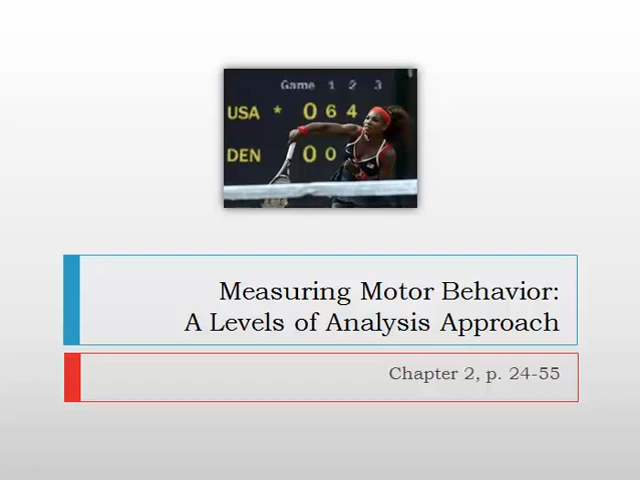 Game 1 2 3
USA * 0 6 4
DEN 0 0
Measuring Motor Behavior:
A Levels of Analysis Approach
Chapter 2, p. 24-55